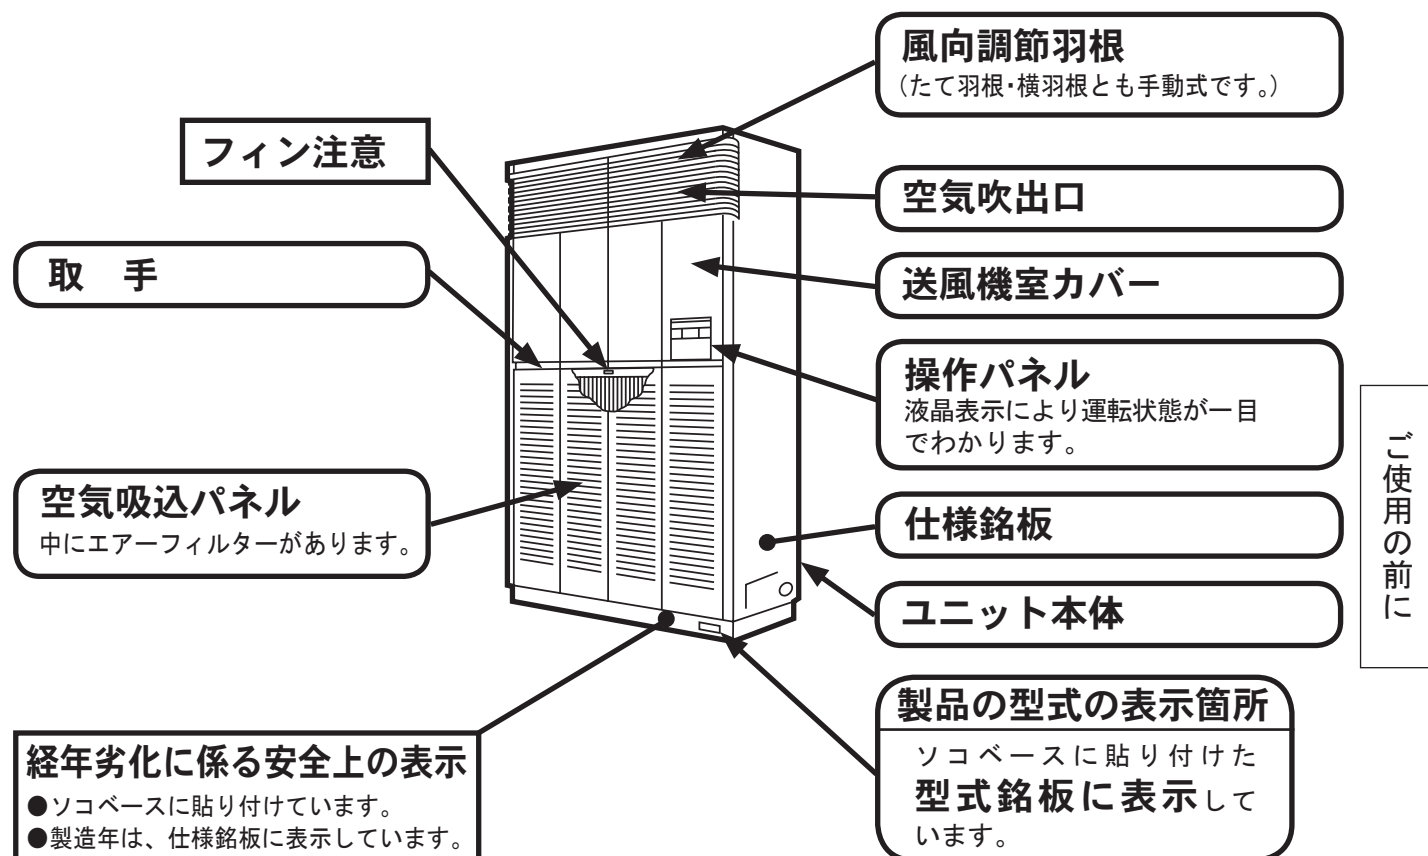 風向調節羽根
（たて羽根・横羽根とも手動式です。）
フィン注意
空気吹出口
取　手
送風機室カバー
操作パネル
液晶表示により運転状態が一目
でわかります。
空気吸込パネル
中にエアーフィルターがあります。
仕様銘板
ユニット本体
製品の型式の表示箇所
ソコベースに貼り付けた
型式銘板に表示して
います。
経年劣化に係る安全上の表示
●ソコベースに貼り付けています。
●製造年は、仕様銘板に表示しています。
ご使用の前に